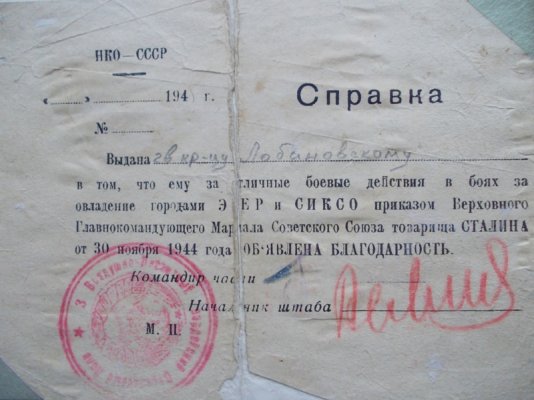 НКО—СССР
„ “ 194 г.
№
Справка
Выдана гв кр-цу Лобановскому
в том, что ему за отличные боевые действия в боях за
овладение городами ЭГЕР и СИКСО приказом Верховного
Главнокомандующего Маршала Советского Союза товарища СТАЛИНА
от 30 ноября 1944 года ОБ‘ЯВЛЕНА БЛАГОДАРНОСТЬ.
Командир части
Начальник штаба
М. П.